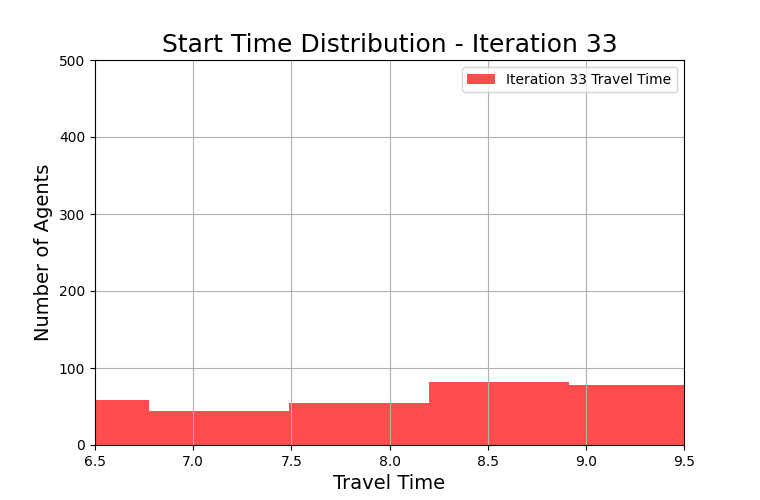 Start Time Distribution - Iteration 33
Iteration 33 Travel Time
Number of Agents
500
400
300
200
100
0
6.5 7.0 7.5 8.0 8.5 9.0 9.5
Travel Time